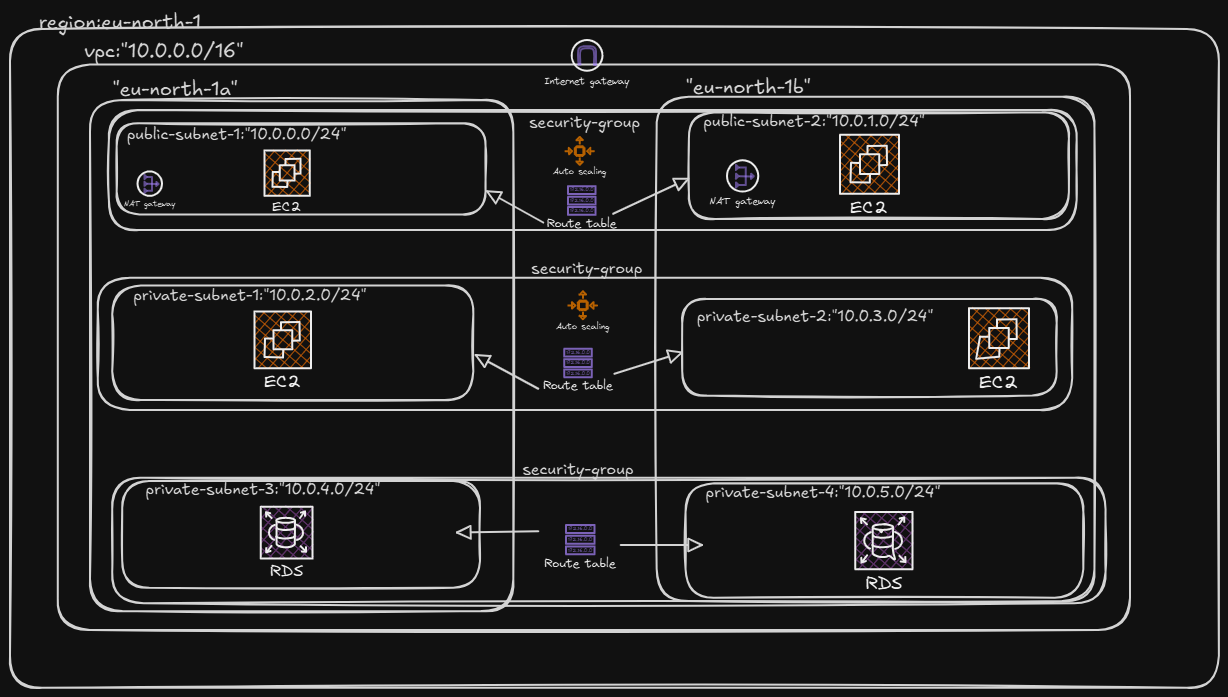 region:eu-north-1
vpc:"10.0.0.0/16"
Internet gateway
"eu-north-1a"
"eu-north-1b"
public-subnet-1:"10.0.0.0/24"
security-group
public-subnet-2:"10.0.1.0/24"
Auto scaling
NAT gateway
EC2
NAT gateway
EC2
Route table
security-group
private-subnet-1:"10.0.2.0/24"
private-subnet-2:"10.0.3.0/24"
Auto scaling
EC2
Route table
EC2
security-group
private-subnet-3:"10.0.4.0/24"
private-subnet-4:"10.0.5.0/24"
RDS
Route table
RDS